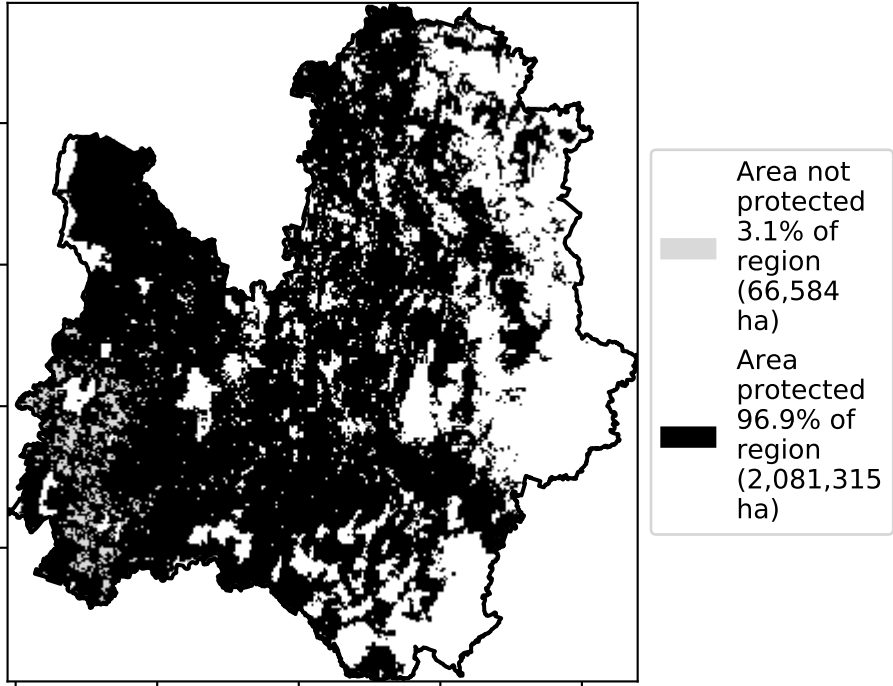 Area not
protected
3.1% of
region
(66,584
ha)
Area
protected
96.9% of
region
(2,081,315
ha)